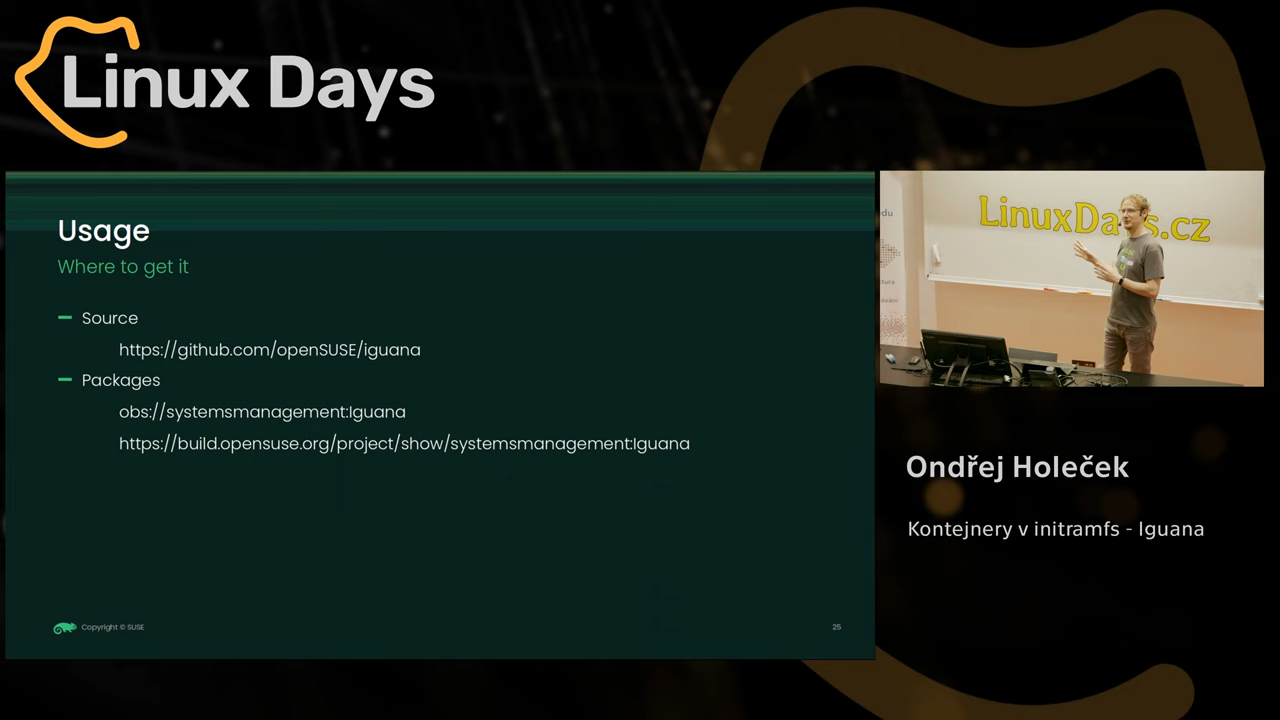 Linux Days
Usage
Where to get it
Source
https://github.com/openSUSE/iguana
Packages
obs://systemsmanagement:Iguana
https://build.opensuse.org/project/show/systemsmanagement:Iguana
Copyright © SUSE
25
du
LinuxDays.cz
Ondřej Holeček
Kontejnery v initramfs - Iguana